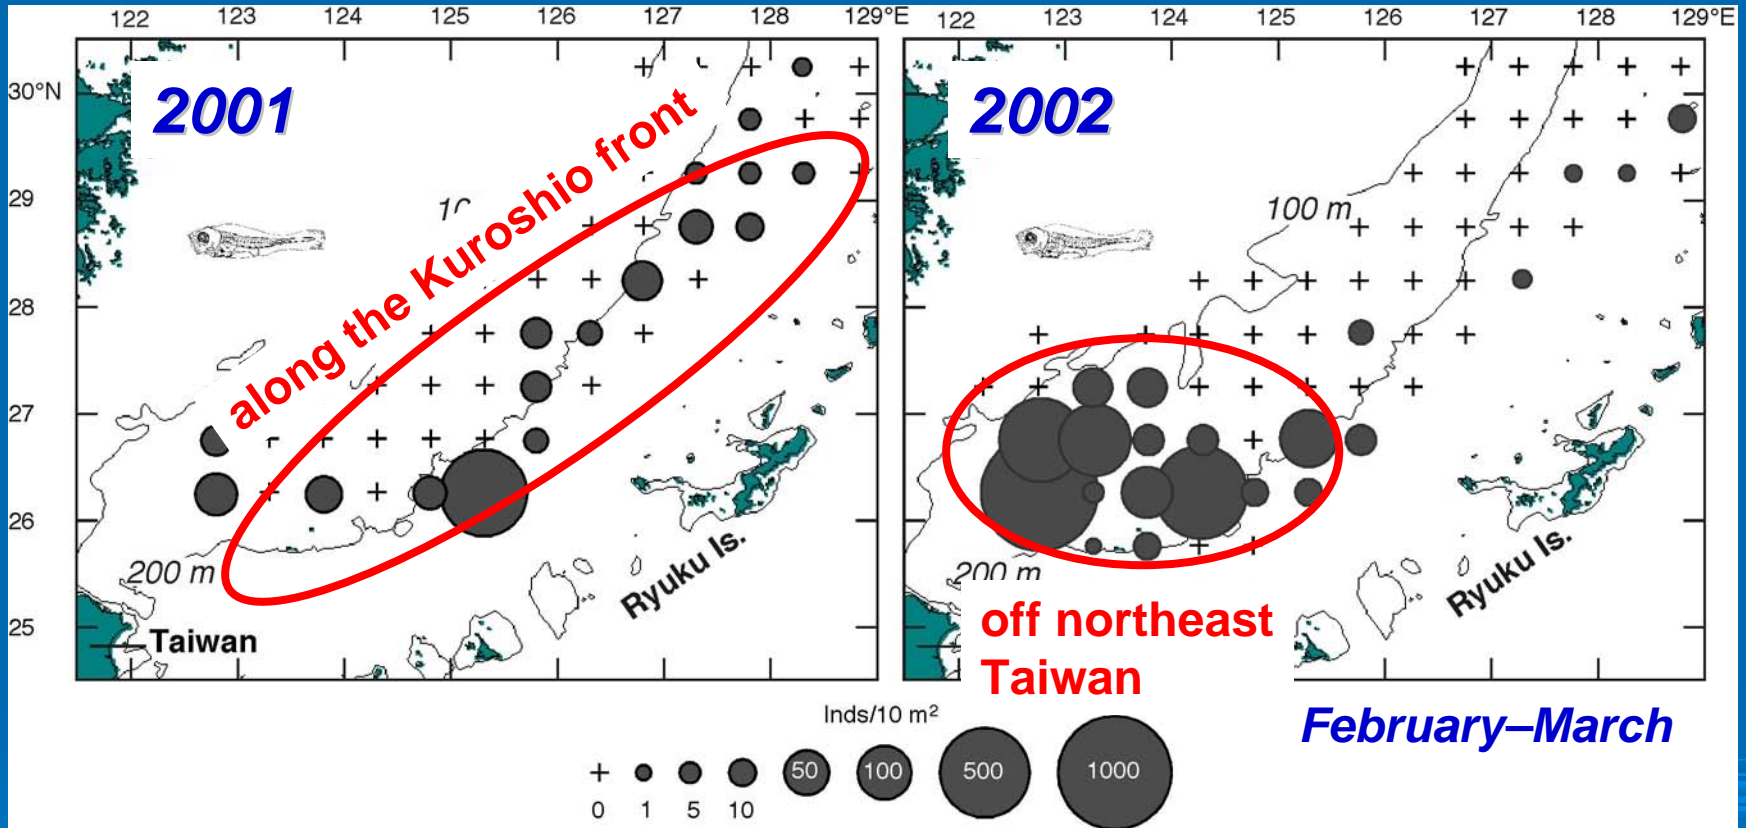 122 123 124 125 126 127 128 129°E
122 123 124 125 126 127 128 129°E
30°N
29
28
27
26
25
2001
along the Kuroshio front
200 m
Taiwan
Ryuku Is.
2002
100 m
200 m
Ryuku Is.
off northeast
Taiwan
February–March
Inds/10 m²
50 100 500 1000
0 1 5 10